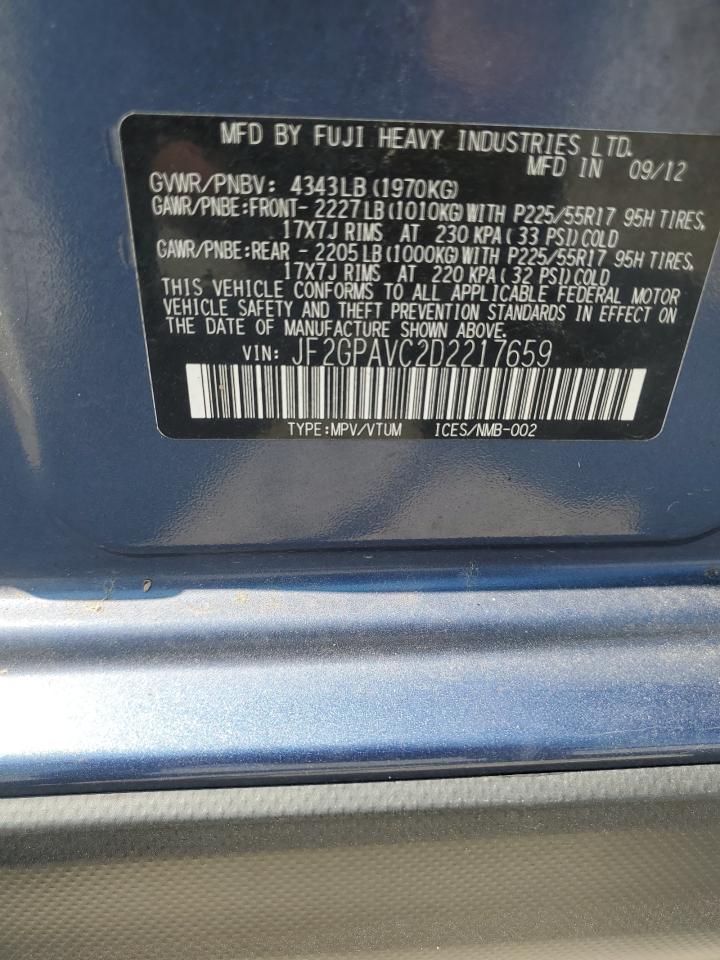 MFD BY FUJI HEAVY INDUSTRIES LTD.
MFD IN 09/12
GVWR/PNBV: 4343LB (1970KG)
GAWR/PNBE:FRONT- 2227LB (1010KG) WITH P225/55R17 95H TIRES,
17X7J RIMS AT 230 KPA ( 33 PSI) COLD
GAWR/PNBE:REAR - 2205LB (1000KG) WITH P225/55R17 95H TIRES,
17X7J RIMS AT 220 KPA ( 32 PSI) COLD
THIS VEHICLE CONFORMS TO ALL APPLICABLE FEDERAL MOTOR
VEHICLE SAFETY AND THEFT PREVENTION STANDARDS IN EFFECT ON
THE DATE OF MANUFACTURE SHOWN ABOVE.
VIN: JF2GPAVC2D2217659
TYPE:MPV/VTUM ICES/NMB-002